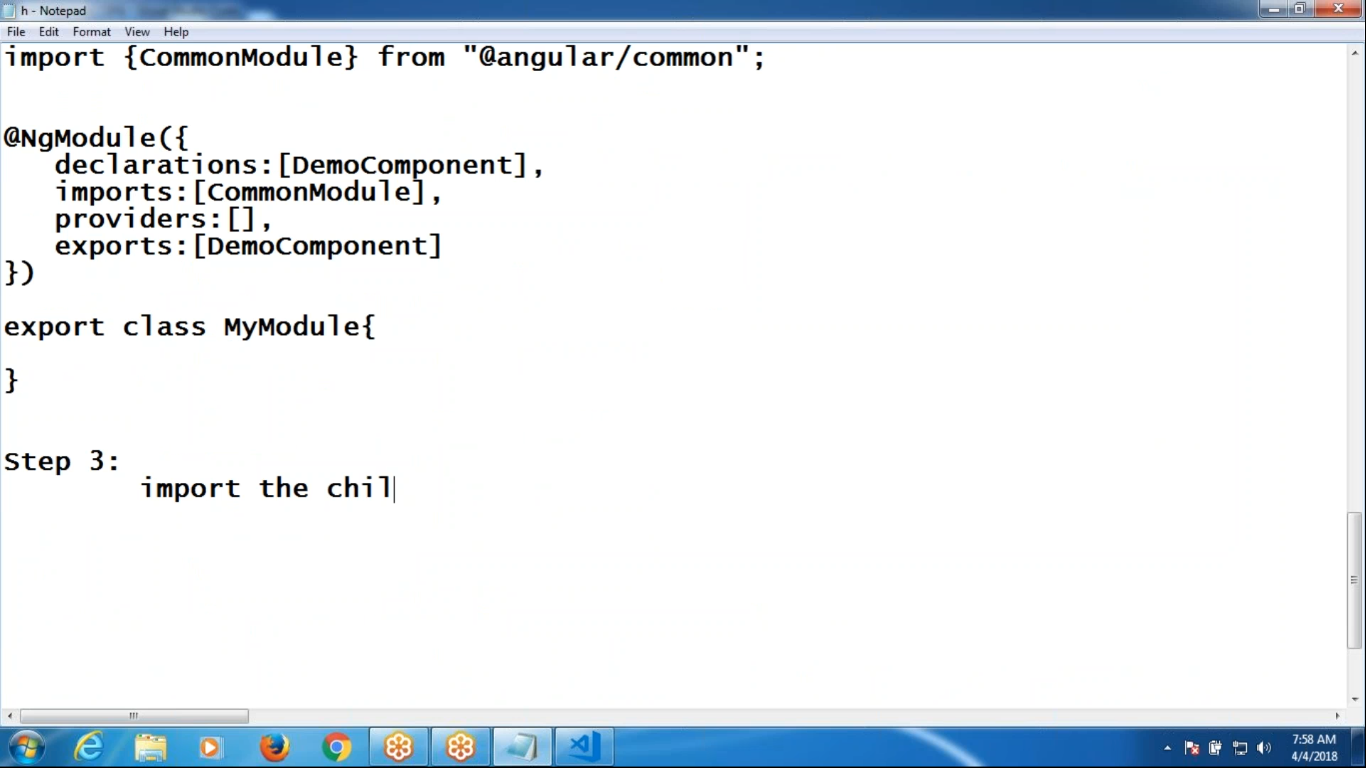 h - Notepad
File Edit Format View Help
import {CommonModule} from "@angular/common";
@NgModule({
declarations:[DemoComponent],
imports:[CommonModule],
providers:[],
exports:[DemoComponent]
})
export class MyModule{
}
Step 3:
import the chil
7:58 AM
4/4/2018